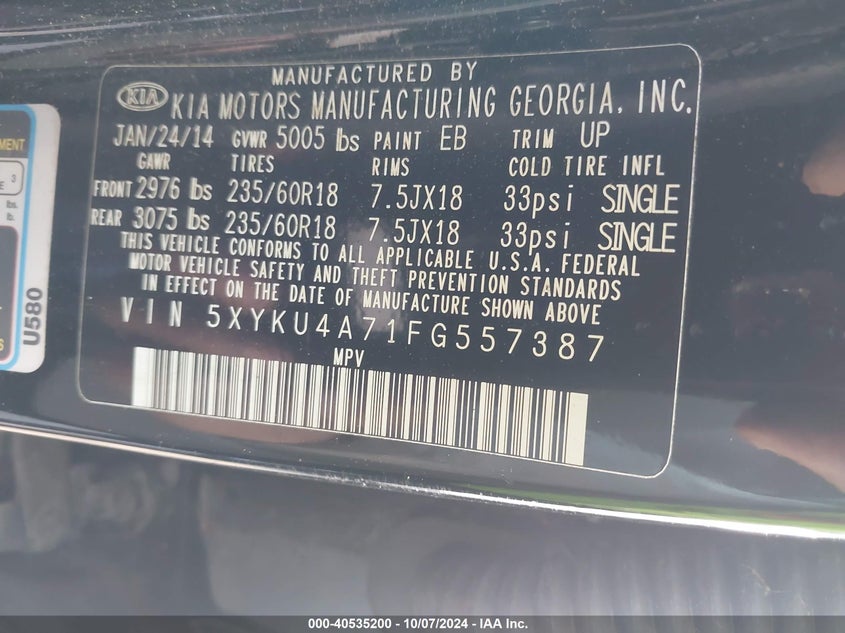 MANUFACTURED BY
KIA KIA MOTORS MANUFACTURING GEORGIA, INC.
JAN/24/14 GVWR 5005 lbs PAINT EB TRIM UP
GAWR TIRES RIMS COLD TIRE INFL
FRONT 2976 lbs 235/60R18 7.5JX18 33psi SINGLE
REAR 3075 lbs 235/60R18 7.5JX18 33psi SINGLE
THIS VEHICLE CONFORMS TO ALL APPLICABLE U.S.A. FEDERAL
MOTOR VEHICLE SAFETY AND THEFT PREVENTION STANDARDS
IN EFFECT ON THE DATE OF MANUFACTURE SHOWN ABOVE
VIN 5XYKU4A71FG557387
MPV
3
lbs.
lb.
U580
000-40535200 - 10/07/2024 - IAA Inc.